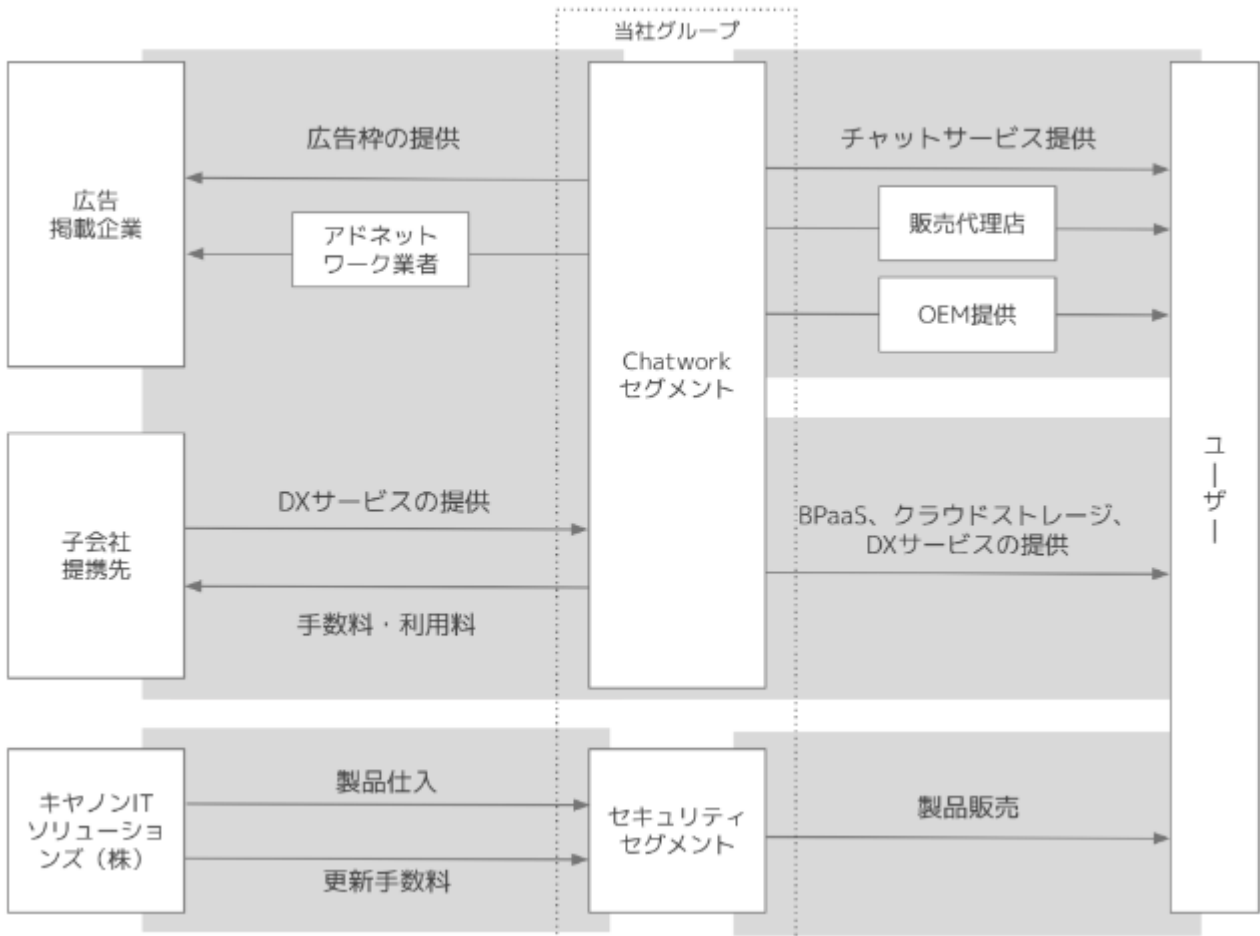 当社グループ
広告枠の提供
チャットサービス提供
広告
掲載企業
アドネット
ワーク業者
販売代理店
OEM提供
Chatwork
セグメント
ユーザー
DXサービスの提供
BPaaS、クラウドストレージ、
DXサービスの提供
子会社
提携先
手数料・利用料
キヤノンIT
ソリューショ
ンズ（株）
製品仕入
更新手数料
セキュリティ
セグメント
製品販売